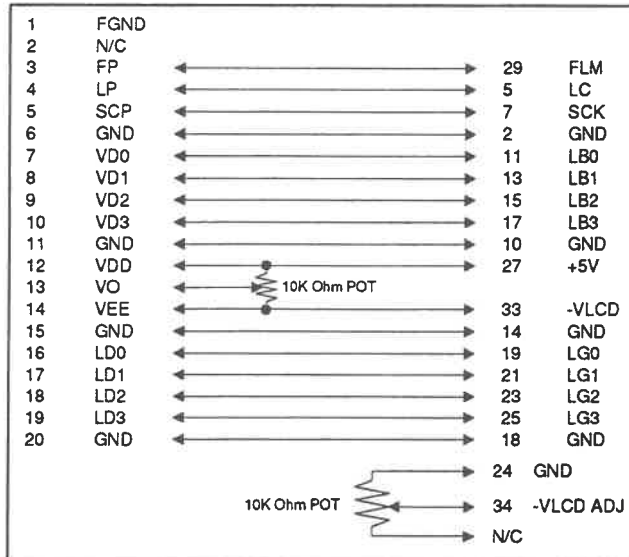 1 FGND
2 N/C
3 FP 29 FLM
4 LP 5 LC
5 SCP 7 SCK
6 GND 2 GND
7 VD0 11 LB0
8 VD1 13 LB1
9 VD2 15 LB2
10 VD3 17 LB3
11 GND 10 GND
12 VDD 27 +5V
13 VO 10K Ohm POT
14 VEE 33 -VLCD
15 GND 14 GND
16 LD0 19 LG0
17 LD1 21 LG1
18 LD2 23 LG2
19 LD3 25 LG3
20 GND 18 GND
24 GND
10K Ohm POT 34 -VLCD ADJ
N/C